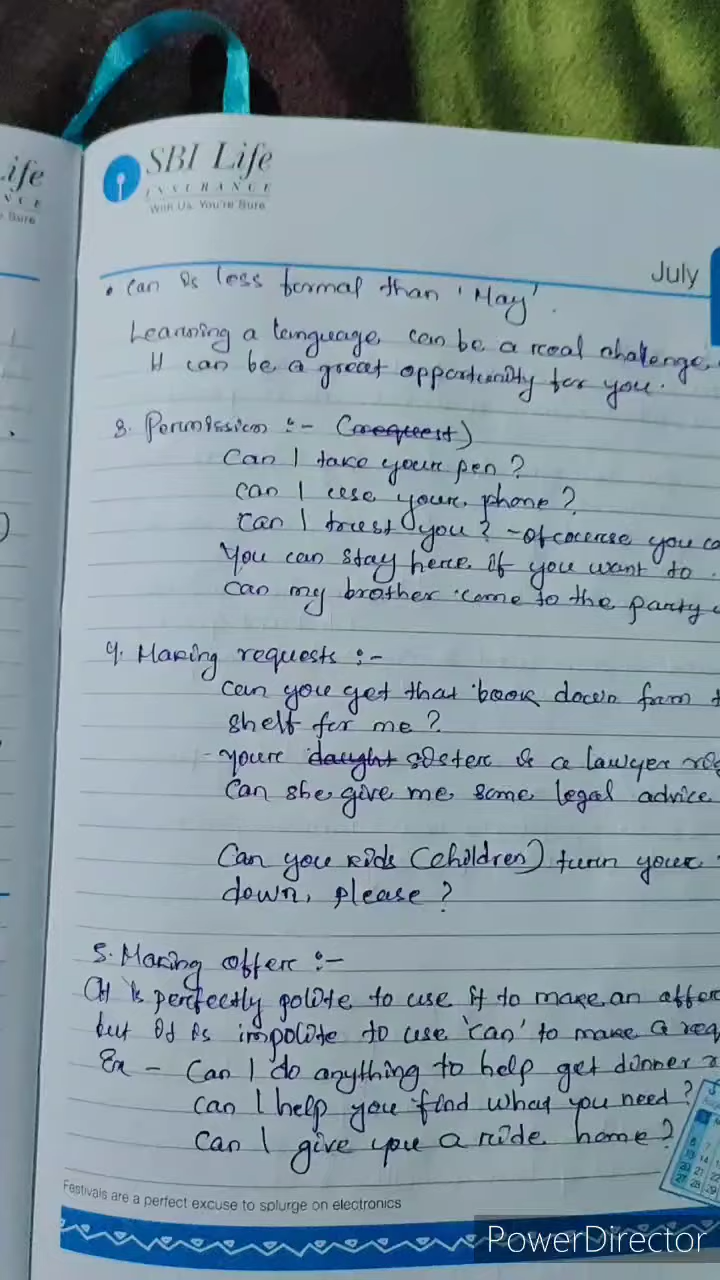 Life
SBI Life
INSURANCE
With Us, You're Sure
July
• Can is less formal than 'May'.
Learning a language can be a real challenge.
It can be a great opportunity for you.
3. Permission :- (request)
Can I take your pen?
Can I use your phone?
Can I trust you? - Of course you
You can stay here if you want to.
Can my brother come to the party
4. Making requests :-
Can you get that book down from
shelf for me?
- Your daught sister is a lawyer
Can she give me some legal advice
Can you kids (children) turn your
down, please?
5. Making offer :-
It is perfectly polite to use it to make an offer
but it is impolite to use 'can' to make a
Ex - Can I do anything to help get dinner
Can I help you find what you need?
Can I give you a ride home?
Festivals are a perfect excuse to splurge on electronics
PowerDirector